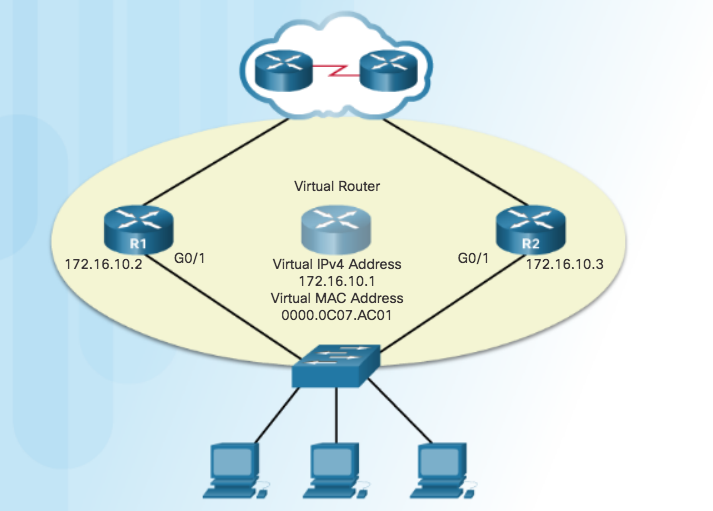 Virtual Router
R1
R2
172.16.10.2
G0/1
Virtual IPv4 Address
172.16.10.1
Virtual MAC Address
0000.0C07.AC01
G0/1
172.16.10.3